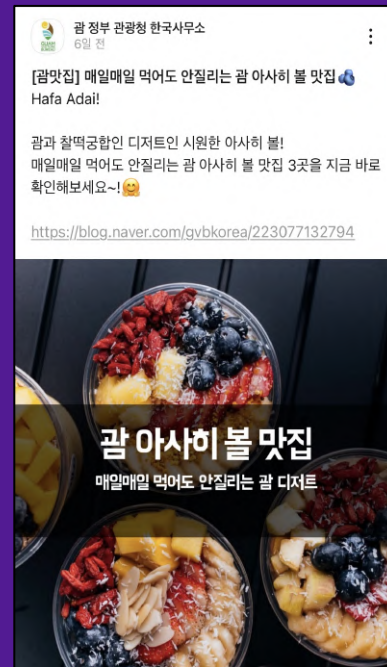 괌 정부 관광청 한국사무소
6일 전
[괌맛집] 매일매일 먹어도 안질리는 괌 아사히 볼 맛집🫐
Hafa Adai!
괌과 찰떡궁합인 디저트인 시원한 아사히 볼!
매일매일 먹어도 안질리는 괌 아사히 볼 맛집 3곳을 지금 바로
확인해보세요~!🤗
https://blog.naver.com/gvbkorea/223077132794
괌 아사히 볼 맛집
매일매일 먹어도 안질리는 괌 디저트